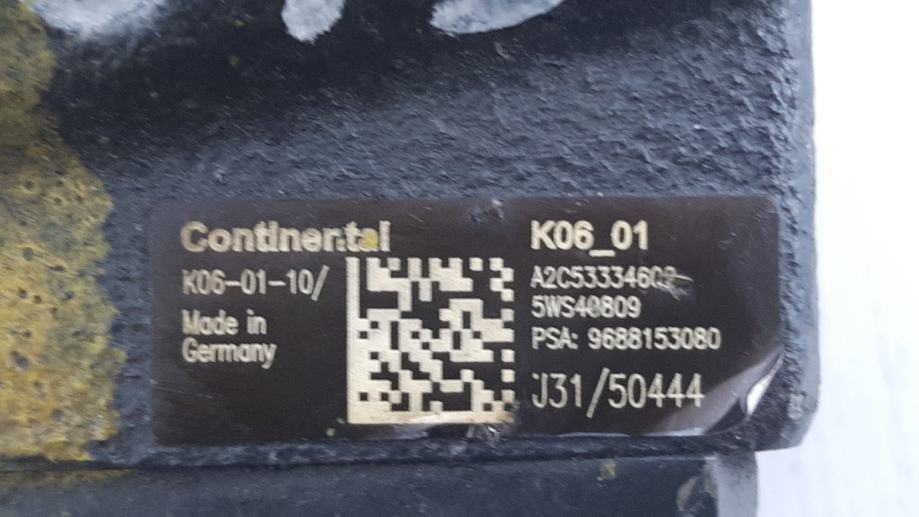 Continental
K06-01-10/
Made in
Germany
K06_01
5WS40809
PSA: 9688153080
J31/50444